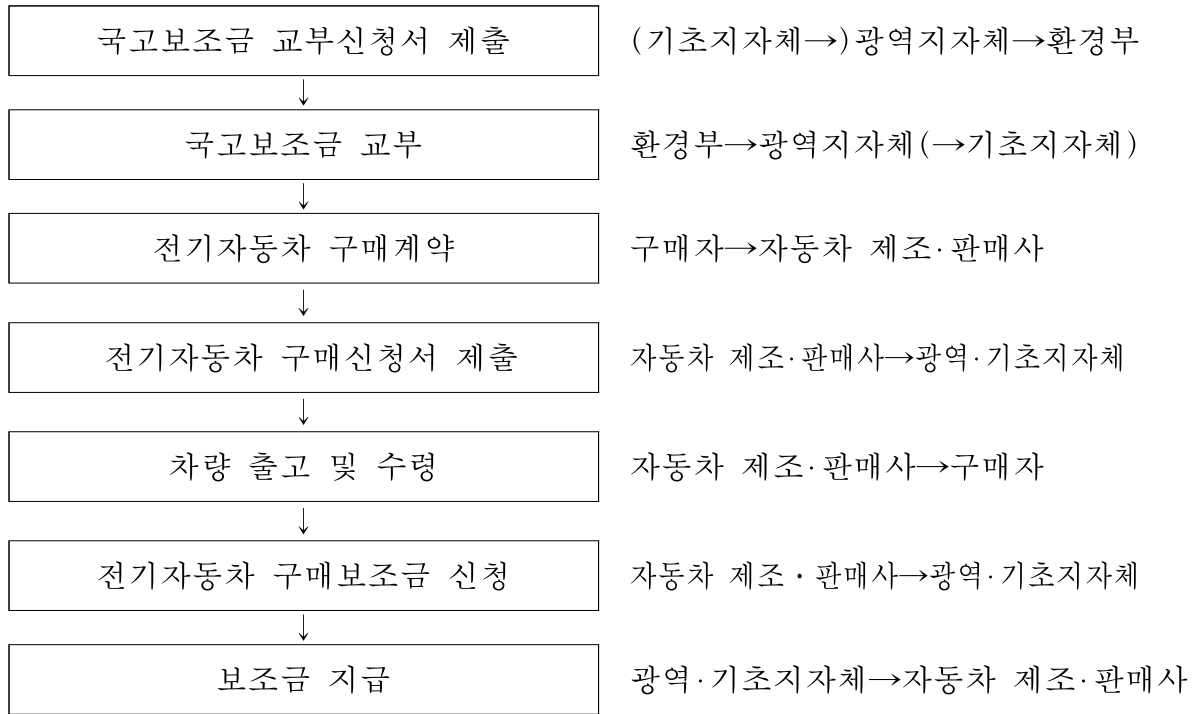 국고보조금 교부신청서 제출 (기초지자체→)광역지자체→환경부
↓
국고보조금 교부 환경부→광역지자체(→기초지자체)
↓
전기자동차 구매계약 구매자→자동차 제조·판매사
↓
전기자동차 구매신청서 제출 자동차 제조·판매사→광역·기초지자체
↓
차량 출고 및 수령 자동차 제조·판매사→구매자
↓
전기자동차 구매보조금 신청 자동차 제조·판매사→광역·기초지자체
↓
보조금 지급 광역·기초지자체→자동차 제조·판매사